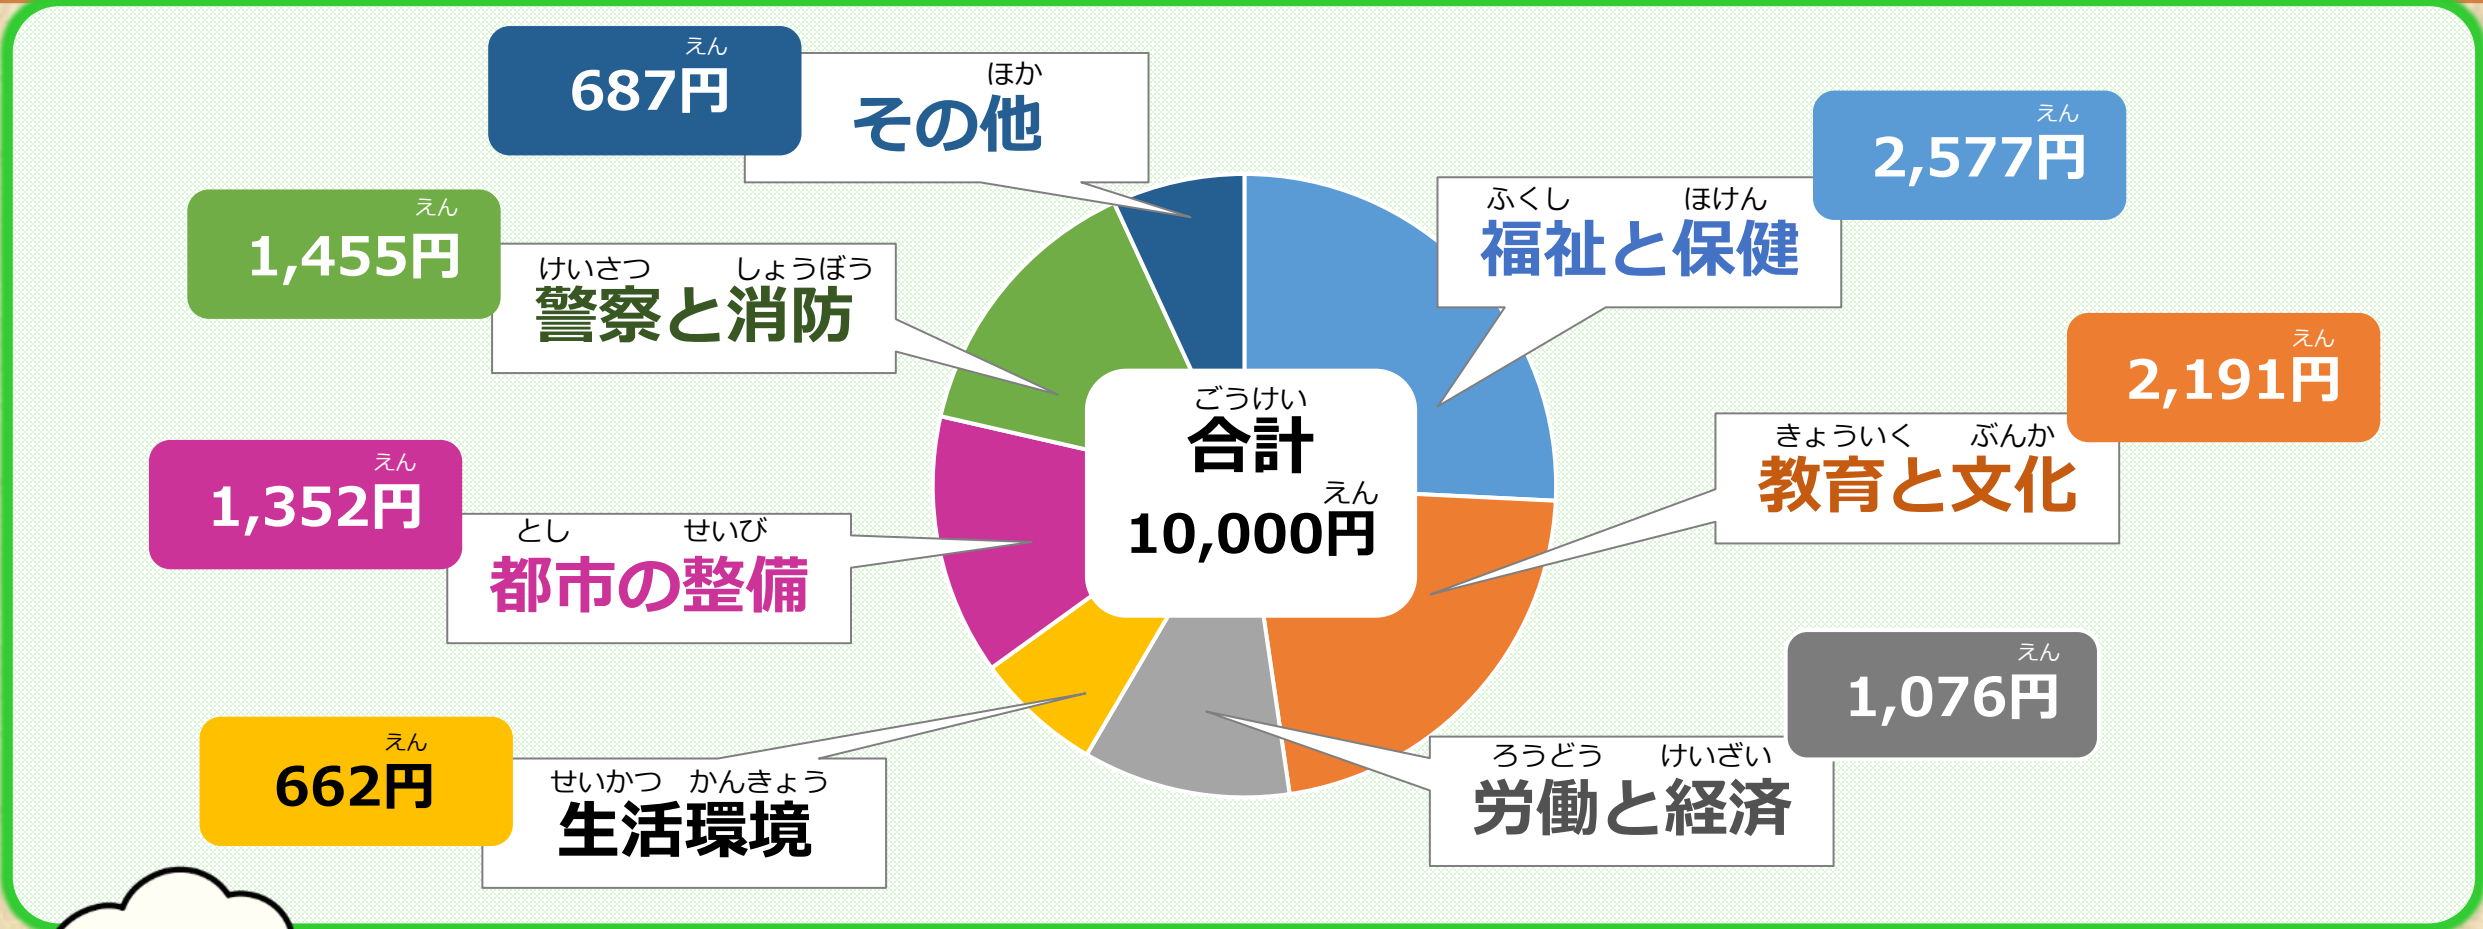 えん
687円
ほか
その他
えん
2,577円
ふくし ほけん
福祉と保健
えん
1,455円
けいさつ しょうぼう
警察と消防
えん
2,191円
きょういく ぶんか
教育と文化
ごうけい
合計
えん
10,000円
えん
1,352円
とし せいび
都市の整備
えん
1,076円
ろうどう けいざい
労働と経済
えん
662円
せいかつ かんきょう
生活環境